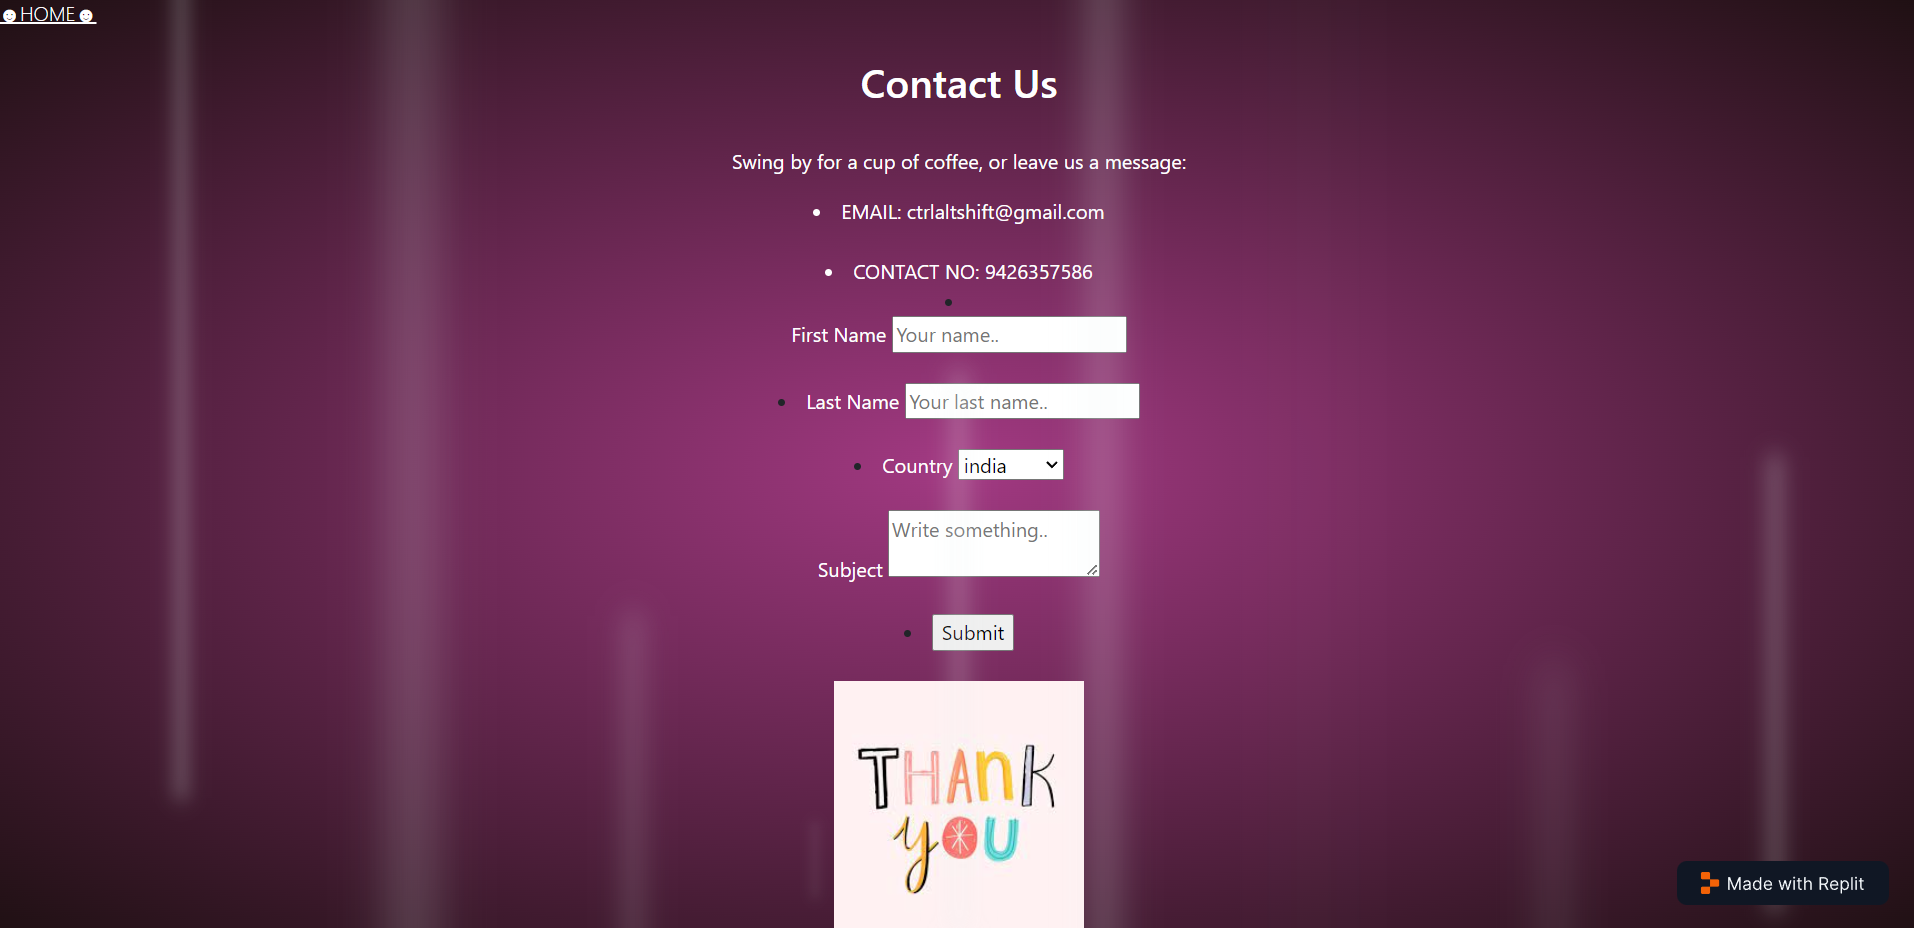 ☻HOME☻
Contact Us
Swing by for a cup of coffee, or leave us a message:
• EMAIL: ctrlaltshift@gmail.com
• CONTACT NO: 9426357586
•
First Name Your name..
• Last Name Your last name..
• Country india
Subject Write something..
• Submit
THANK
YOU
Made with Replit